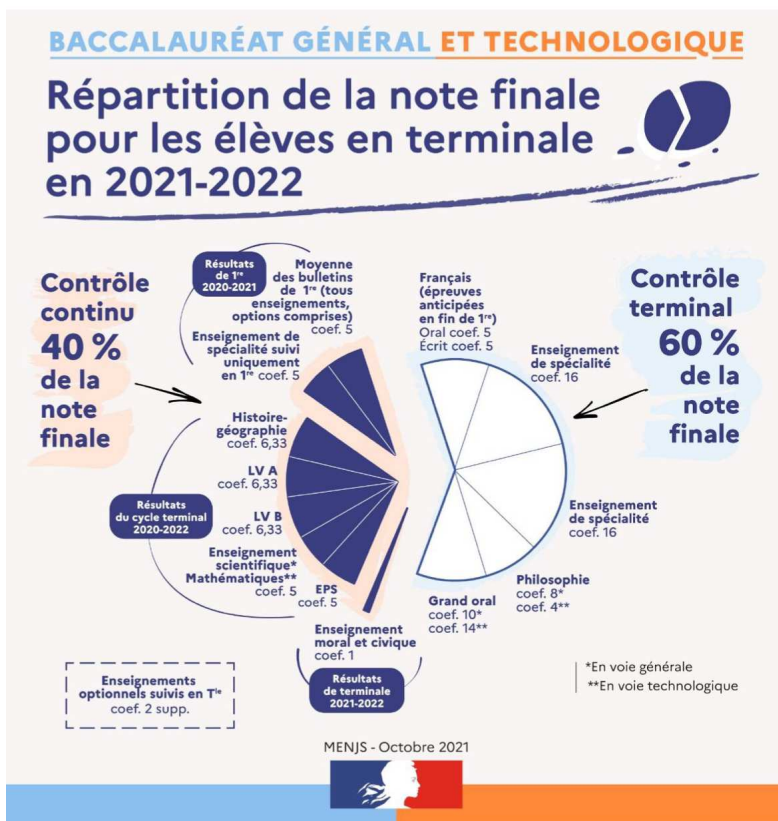 BACCALAURÉAT GÉNÉRAL ET TECHNOLOGIQUE
Répartition de la note finale
pour les élèves en terminale
en 2021-2022
Contrôle
continu
40 %
de la
note
finale
Résultats
de 1re
2020-2021
Moyenne
des bulletins
de 1re (tous
enseignements,
options comprises)
coef. 5
Enseignement de
spécialité suivi
uniquement
en 1re coef. 5
Histoire-
géographie
coef. 6,33
LV A
coef. 6,33
LV B
coef. 6,33
Résultats
du cycle terminal
2020-2022
Enseignement
scientifique*
Mathématiques**
coef. 5
EPS
coef. 5
Enseignement
moral et civique
coef. 1
Résultats
de terminale
2021-2022
Français
(épreuves
anticipées
en fin de 1re)
Oral coef. 5
Écrit coef. 5
Enseignement
de spécialité
coef. 16
Contrôle
terminal
60 %
de la
note
finale
Enseignement
de spécialité
coef. 16
Philosophie
coef. 8*
coef. 4**
Grand oral
coef. 10*
coef. 14**
Enseignements
optionnels suivis en Tle
coef. 2 supp.
*En voie générale
**En voie technologique
MENJS - Octobre 2021